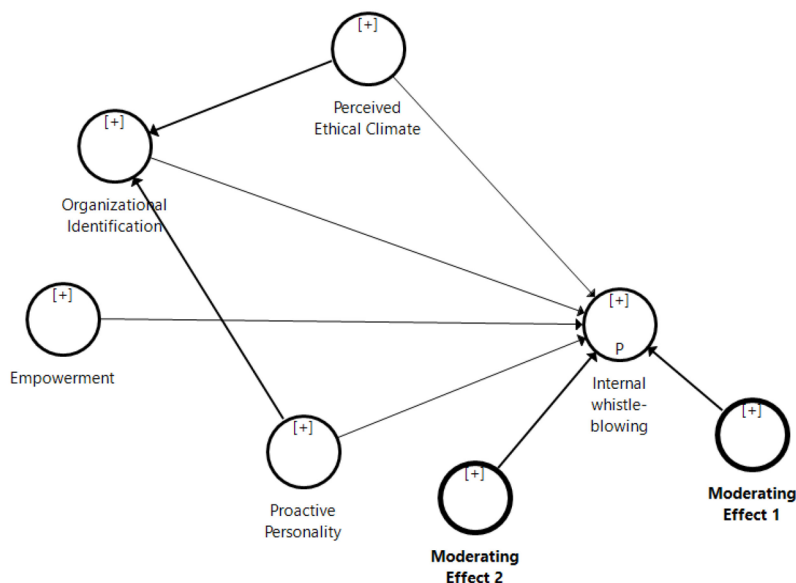 [+]
Perceived
Ethical Climate
[+]
Organizational
Identification
[+]
Empowerment
[+]
P
Internal
whistle-
blowing
[+]
Proactive
Personality
[+]
Moderating
Effect 1
[+]
Moderating
Effect 2